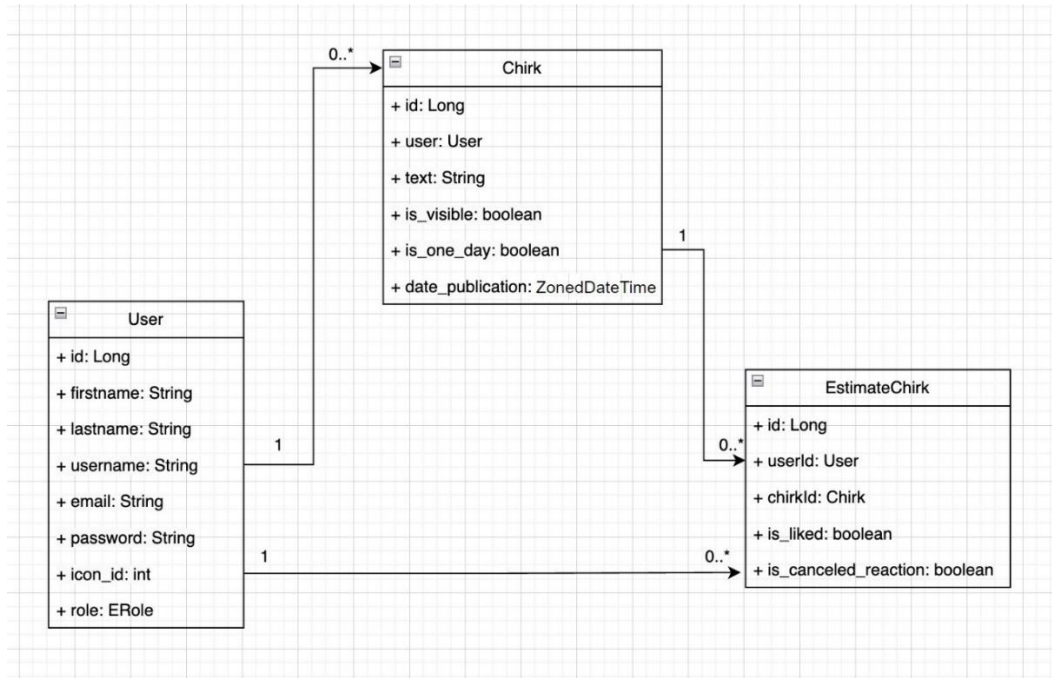 0..*
Chirk
+ id: Long
+ user: User
+ text: String
+ is_visible: boolean
+ is_one_day: boolean
+ date_publication: ZonedDateTime
1
User
+ id: Long
+ firstname: String
+ lastname: String
+ username: String
+ email: String
+ password: String
+ icon_id: int
+ role: ERole
1
1
EstimateChirk
+ id: Long
+ userId: User
+ chirkId: Chirk
+ is_liked: boolean
+ is_canceled_reaction: boolean
0..*
0..*